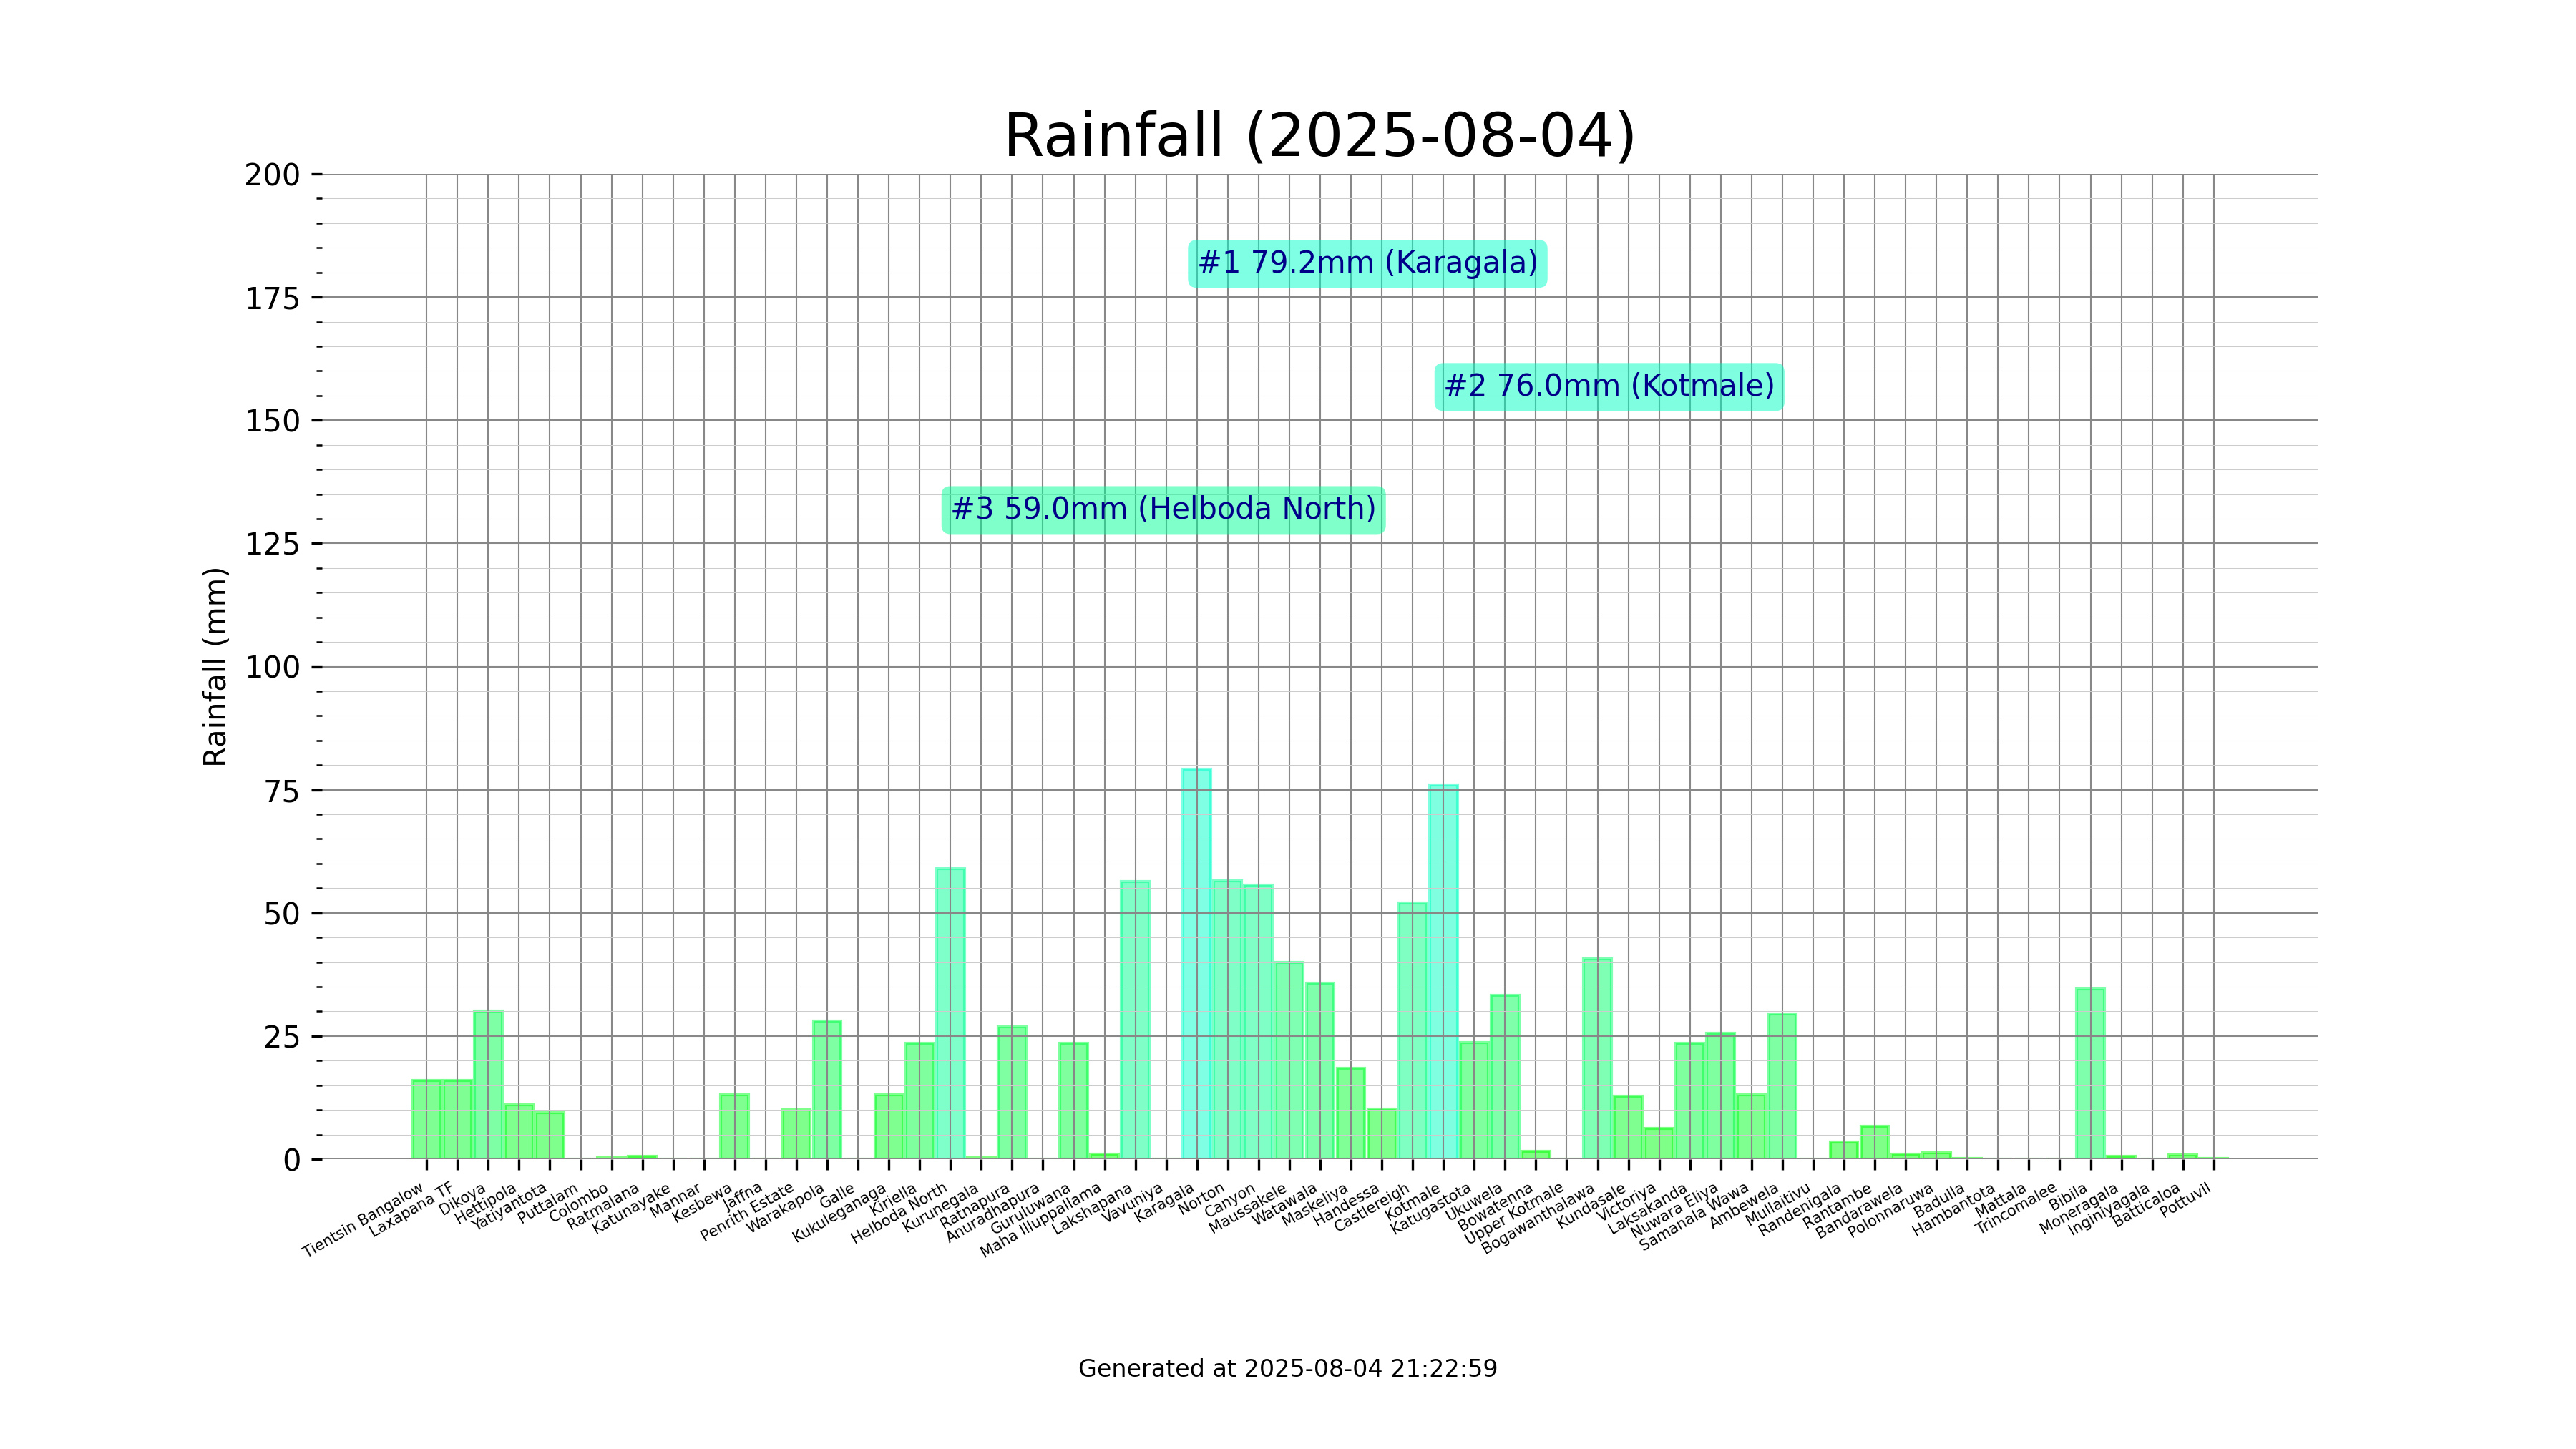 Rainfall (2025-08-04)
200
175
150
125
100
75
50
25
0
Rainfall (mm)
#1 79.2mm (Karagala)
#2 76.0mm (Kotmale)
#3 59.0mm (Helboda North)
Tientsin Bangalow
Laxapana TF
Dikoya
Hettipola
Yatiyantota
Puttalam
Colombo
Ratmalana
Katunayake
Mannar
Kesbewa
Jaffna
Penrith Estate
Warakapola
Galle
Kukuleganaga
Kiriella
Helboda North
Kurunegala
Ratnapura
Anuradhapura
Guruluwana
Maha Illuppallama
Lakshapana
Vavuniya
Karagala
Norton
Canyon
Maussakele
Watawala
Maskeliya
Handessa
Castlereigh
Kotmale
Katugastota
Ukuwela
Bowatenna
Upper Kotmale
Bogawanthalawa
Kundasale
Victoriya
Laksakanda
Nuwara Eliya
Samanala Wawa
Ambewela
Mullaitivu
Randenigala
Rantambe
Bandarawela
Polonnaruwa
Badulla
Hambantota
Mattala
Trincomalee
Bibila
Moneragala
Inginiyagala
Batticaloa
Pottuvil
Generated at 2025-08-04 21:22:59